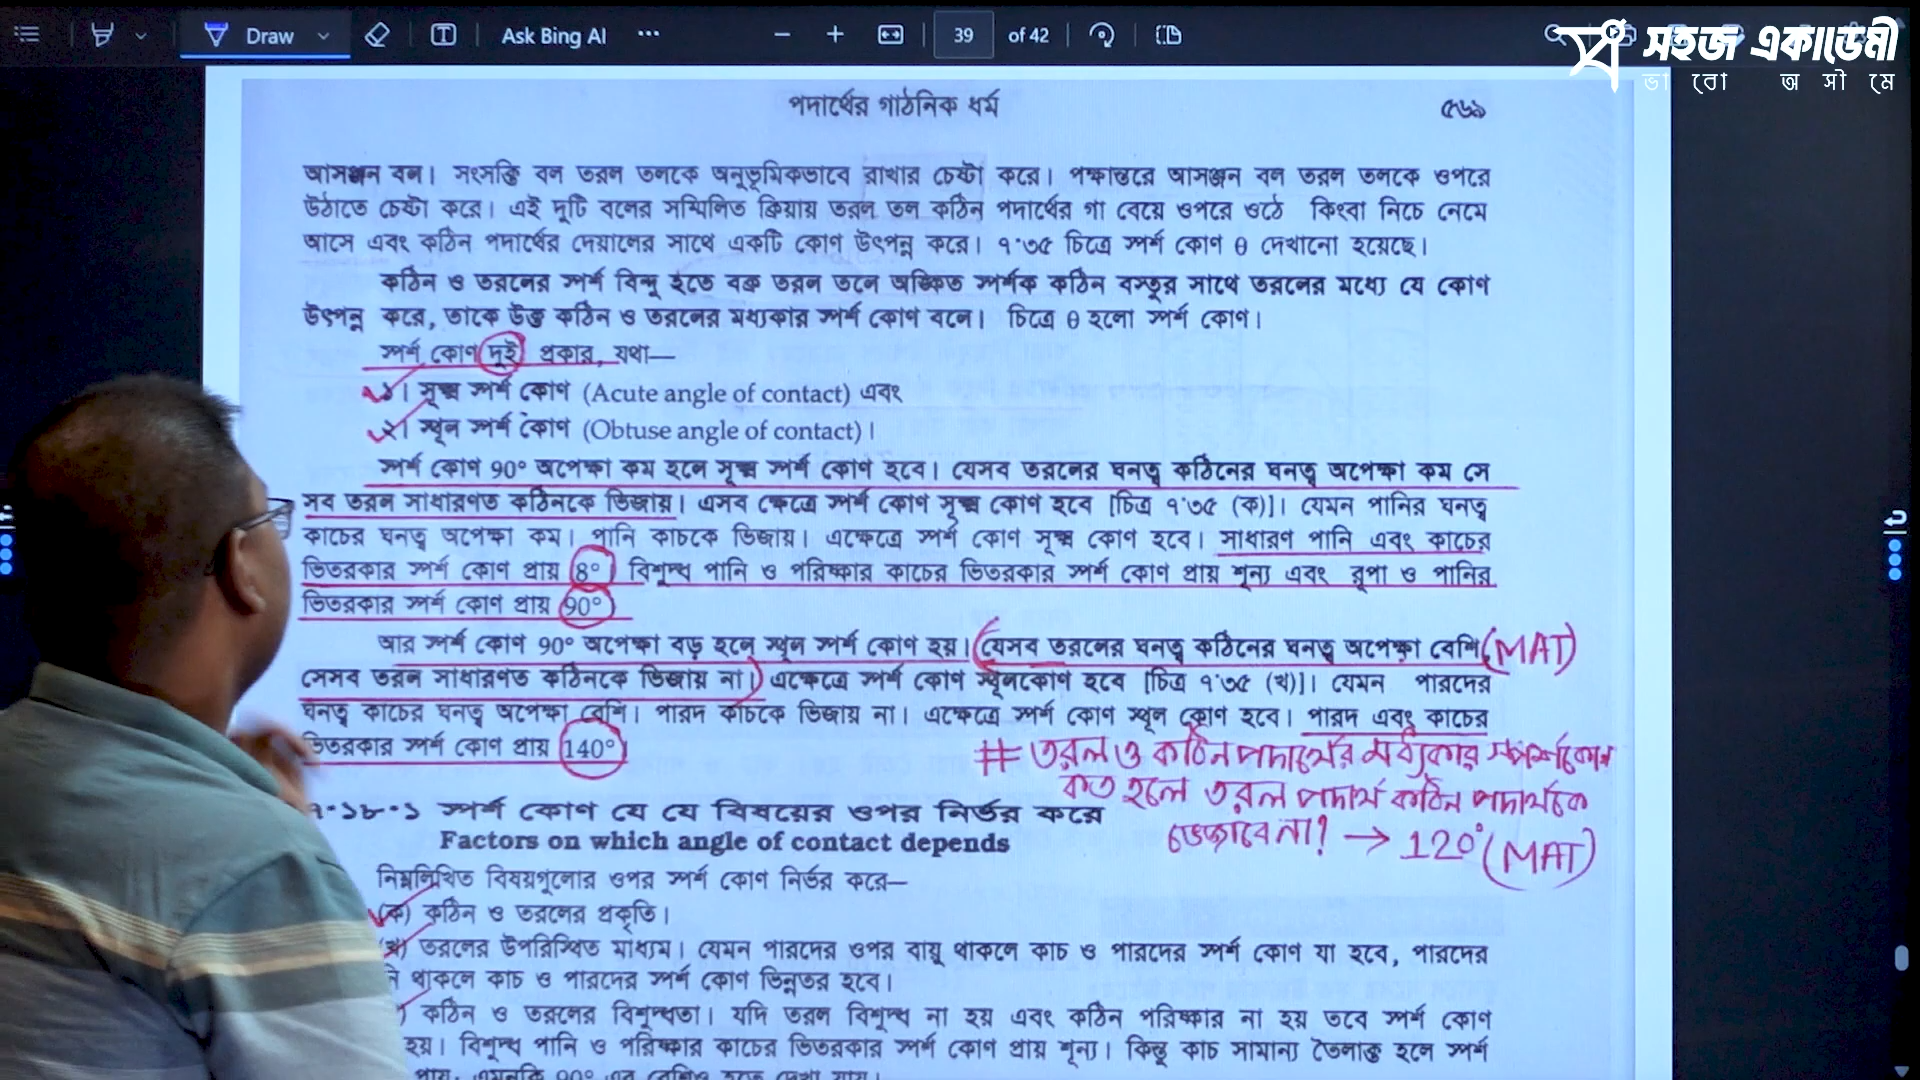 Draw
Ask Bing AI
39 of 42
সহজ একাডেমী
ভাবো অসীমে
পদার্থের গাঠনিক ধর্ম
৫৬৯
আসঞ্জন বল। সংসক্তি বল তরল তলকে অনুভূমিকভাবে রাখার চেষ্টা করে। পক্ষান্তরে আসঞ্জন বল তরল তলকে ওপরে
উঠাতে চেষ্টা করে। এই দুটি বলের সম্মিলিত ক্রিয়ায় তরল তল কঠিন পদার্থের গা বেয়ে ওপরে ওঠে কিংবা নিচে নেমে
আসে এবং কঠিন পদার্থের দেয়ালের সাথে একটি কোণ উৎপন্ন করে। ৭·৩৫ চিত্রে স্পর্শ কোণ θ দেখানো হয়েছে।
কঠিন ও তরলের স্পর্শ বিন্দু হতে বক্র তরল তলে অঙ্কিত স্পর্শক কঠিন বস্তুর সাথে তরলের মধ্যে যে কোণ
উৎপন্ন করে, তাকে উক্ত কঠিন ও তরলের মধ্যকার স্পর্শ কোণ বলে। চিত্রে θ হলো স্পর্শ কোণ।
স্পর্শ কোণ দুই প্রকার, যথা—
১। সূক্ষ্ম স্পর্শ কোণ (Acute angle of contact) এবং
২। স্থূল স্পর্শ কোণ (Obtuse angle of contact)।
স্পর্শ কোণ 90° অপেক্ষা কম হলে সূক্ষ্ম স্পর্শ কোণ হবে। যেসব তরলের ঘনত্ব কঠিনের ঘনত্ব অপেক্ষা কম সে
সব তরল সাধারণত কঠিনকে ভিজায়। এসব ক্ষেত্রে স্পর্শ কোণ সূক্ষ্ম কোণ হবে [চিত্র ৭·৩৫ (ক)]। যেমন পানির ঘনত্ব
কাচের ঘনত্ব অপেক্ষা কম। পানি কাচকে ভিজায়। এক্ষেত্রে স্পর্শ কোণ সূক্ষ্ম কোণ হবে। সাধারণ পানি এবং কাচের
ভিতরকার স্পর্শ কোণ প্রায় 8° বিশুদ্ধ পানি ও পরিষ্কার কাচের ভিতরকার স্পর্শ কোণ প্রায় শূন্য এবং রূপা ও পানির
ভিতরকার স্পর্শ কোণ প্রায় 90°
আর স্পর্শ কোণ 90° অপেক্ষা বড় হলে স্থূল স্পর্শ কোণ হয়। (যেসব তরলের ঘনত্ব কঠিনের ঘনত্ব অপেক্ষা বেশি (MAT)
সেসব তরল সাধারণত কঠিনকে ভিজায় না।) এক্ষেত্রে স্পর্শ কোণ স্থূলকোণ হবে [চিত্র ৭·৩৫ (খ)]। যেমন পারদের
ঘনত্ব কাচের ঘনত্ব অপেক্ষা বেশি। পারদ কাচকে ভিজায় না। এক্ষেত্রে স্পর্শ কোণ স্থূল কোণ হবে। পারদ এবং কাচের
ভিতরকার স্পর্শ কোণ প্রায় 140°
# তরল ও কঠিন পদার্থের মধ্যকার স্পর্শকোণ
কত হলে তরল পদার্থ কঠিন পদার্থকে
ভেজাবে না? → 120° (MAT)
৭·১৮·১ স্পর্শ কোণ যে যে বিষয়ের ওপর নির্ভর করে
Factors on which angle of contact depends
নিম্নলিখিত বিষয়গুলোর ওপর স্পর্শ কোণ নির্ভর করে—
(ক) কঠিন ও তরলের প্রকৃতি।
(খ) তরলের উপরিস্থিত মাধ্যম। যেমন পারদের ওপর বায়ু থাকলে কাচ ও পারদের স্পর্শ কোণ যা হবে, পারদের
থাকলে কাচ ও পারদের স্পর্শ কোণ ভিন্নতর হবে।
কঠিন ও তরলের বিশুদ্ধতা। যদি তরল বিশুদ্ধ না হয় এবং কঠিন পরিষ্কার না হয় তবে স্পর্শ কোণ
হয়। বিশুদ্ধ পানি ও পরিষ্কার কাচের ভিতরকার স্পর্শ কোণ প্রায় শূন্য। কিন্তু কাচ সামান্য তৈলাক্ত হলে স্পর্শ